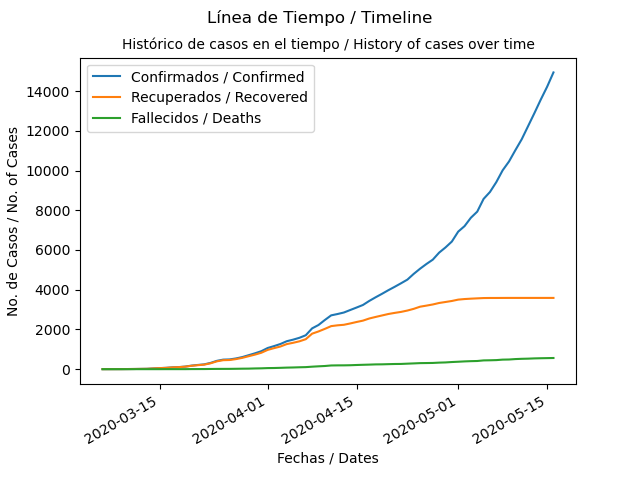 Línea de Tiempo / Timeline
Histórico de casos en el tiempo / History of cases over time
Confirmados / Confirmed
Recuperados / Recovered
Fallecidos / Deaths
No. de Casos / No. of Cases
14000
12000
10000
8000
6000
4000
2000
0
2020-03-15
2020-04-01
2020-04-15
2020-05-01
2020-05-15
Fechas / Dates